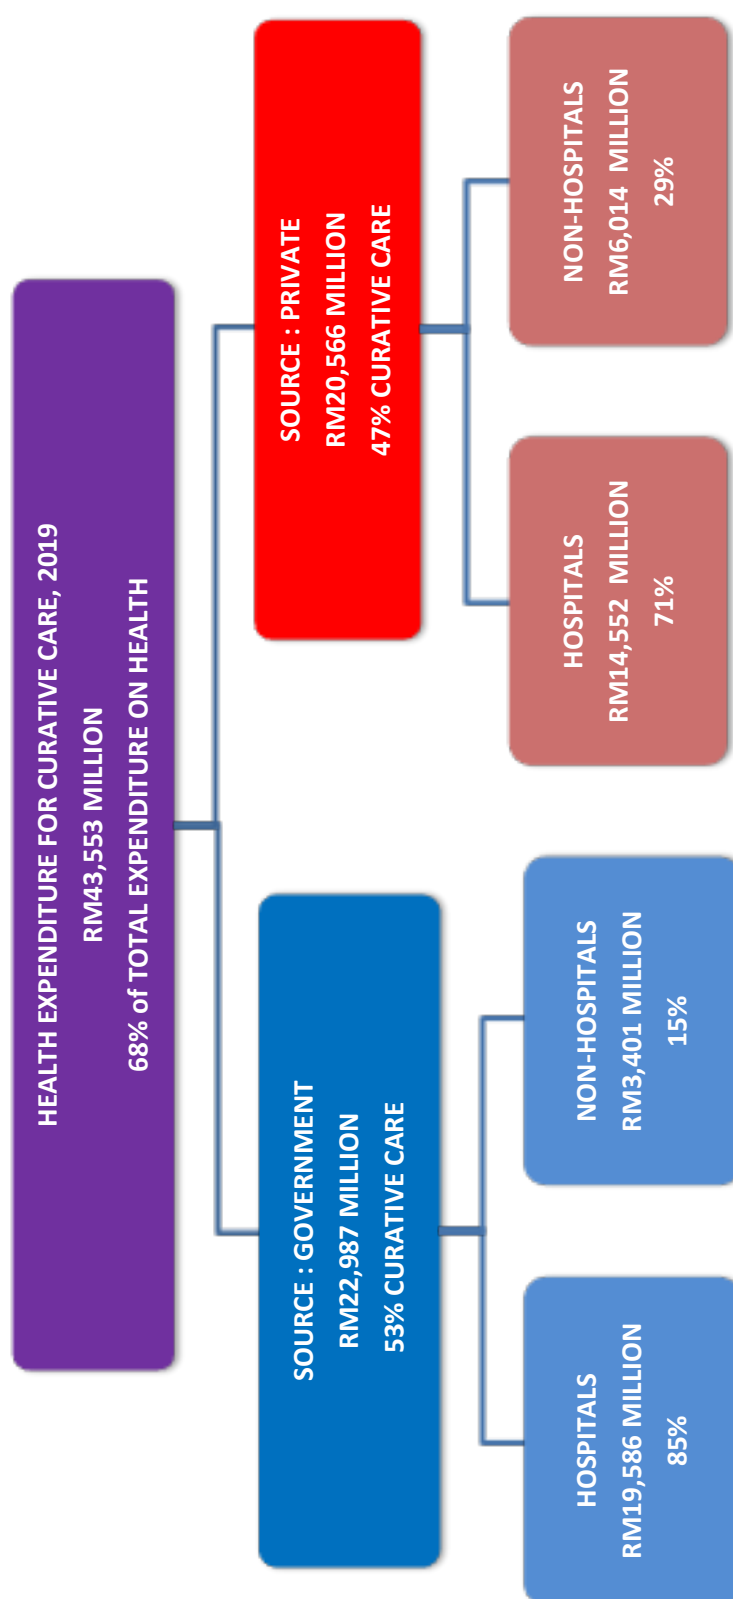 HEALTH EXPENDITURE FOR CURATIVE CARE, 2019
RM43,553 MILLION
68% of TOTAL EXPENDITURE ON HEALTH
SOURCE : GOVERNMENT
RM22,987 MILLION
53% CURATIVE CARE
SOURCE : PRIVATE
RM20,566 MILLION
47% CURATIVE CARE
HOSPITALS
RM19,586 MILLION
85%
NON-HOSPITALS
RM3,401 MILLION
15%
HOSPITALS
RM14,552 MILLION
71%
NON-HOSPITALS
RM6,014 MILLION
29%